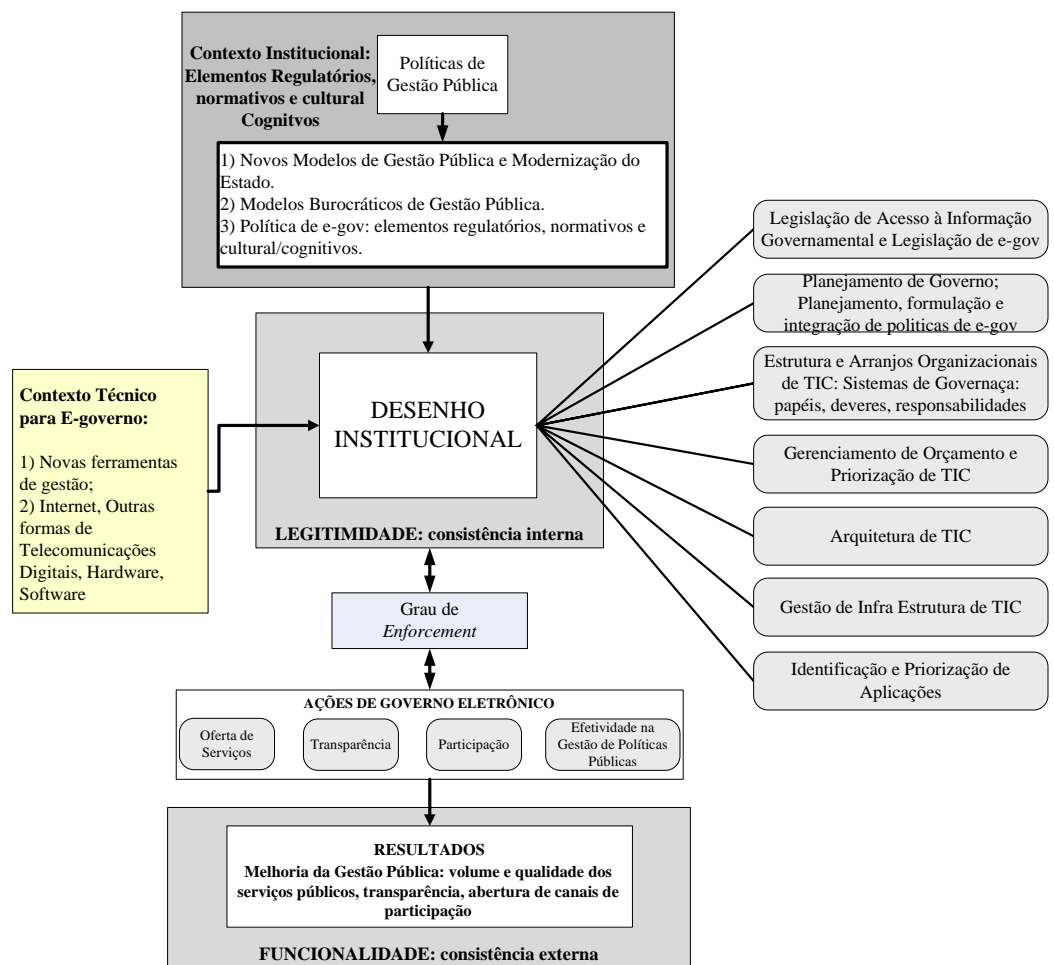 Contexto Institucional:
Elementos Regulatórios,
normativos e cultural
Cognitvos
Políticas de
Gestão Pública
1) Novos Modelos de Gestão Pública e Modernização do
Estado.
2) Modelos Burocráticos de Gestão Pública.
3) Política de e-gov: elementos regulatórios, normativos e
cultural/cognitivos.
Contexto Técnico
para E-governo:
1) Novas ferramentas
de gestão;
2) Internet, Outras
formas de
Telecomunicações
Digitais, Hardware,
Software
DESENHO
INSTITUCIONAL
LEGITIMIDADE: consistência interna
Legislação de Acesso à Informação
Governamental e Legislação de e-gov
Planejamento de Governo;
Planejamento, formulação e
integração de politicas de e-gov
Estrutura e Arranjos Organizacionais
de TIC: Sistemas de Governaça:
papéis, deveres, responsabilidades
Gerenciamento de Orçamento e
Priorização de TIC
Arquitetura de TIC
Gestão de Infra Estrutura de TIC
Identificação e Priorização de
Aplicações
Grau de
Enforcement
AÇÕES DE GOVERNO ELETRÔNICO
Oferta de
Serviços
Transparência
Participação
Efetividade na
Gestão de Políticas
Públicas
RESULTADOS
Melhoria da Gestão Pública: volume e qualidade dos
serviços públicos, transparência, abertura de canais de
participação
FUNCIONALIDADE: consistência externa